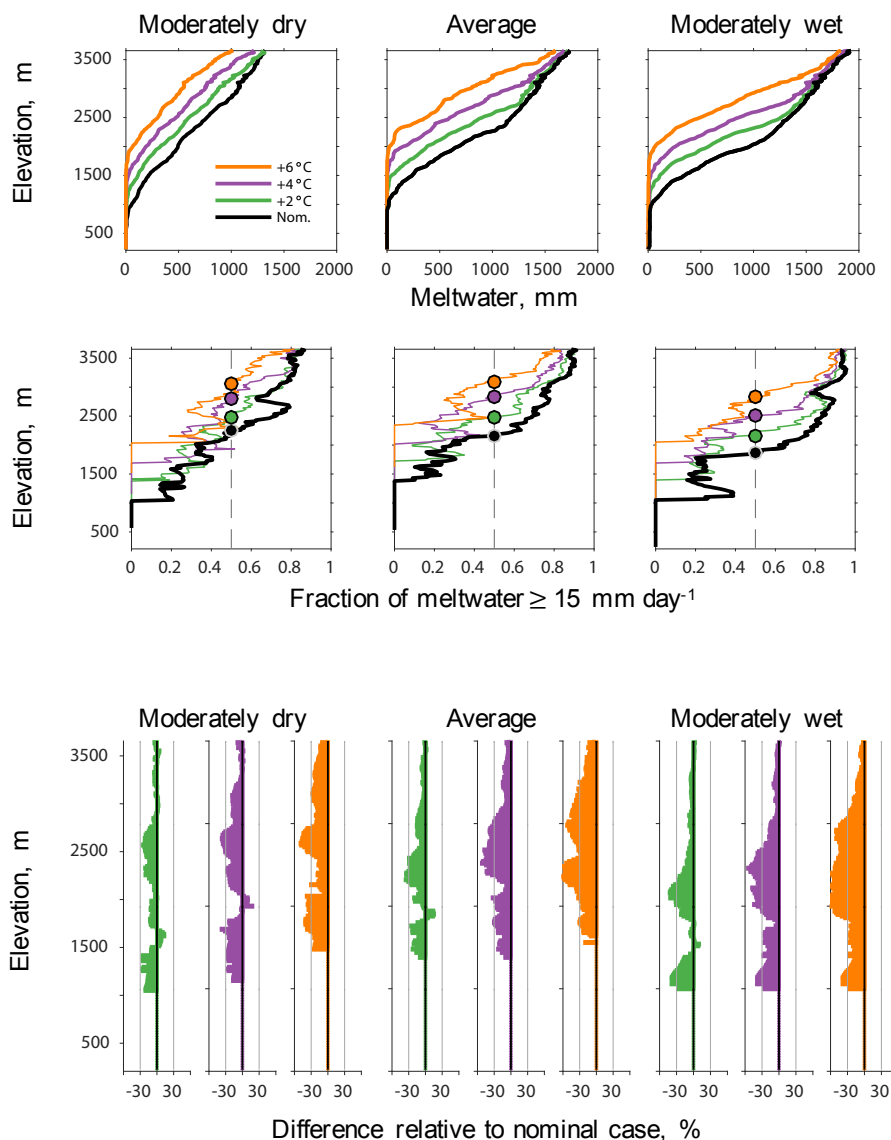 Moderately dry Average Moderately wet
Elevation, m
3500
2500
1500
500
+6°C
+4°C
+2°C
Nom.
0 500 1000 1500 2000 0 500 1000 1500 2000 0 500 1000 1500 2000
Meltwater, mm
Elevation, m
3500
2500
1500
500
0 0.2 0.4 0.6 0.8 1 0 0.2 0.4 0.6 0.8 1 0 0.2 0.4 0.6 0.8 1
Fraction of meltwater ≥ 15 mm day⁻¹
Moderately dry Average Moderately wet
Elevation, m
3500
2500
1500
500
-30 30 -30 30 -30 30 -30 30 -30 30 -30 30 -30 30 -30 30 -30 30
Difference relative to nominal case, %